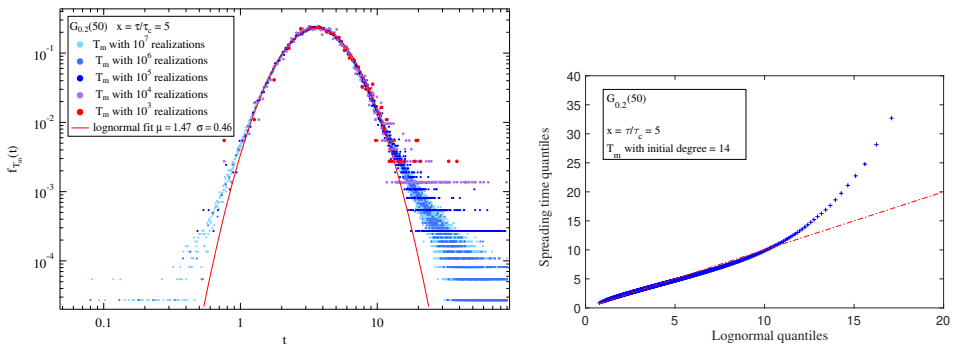 G0.2(50) x = τ/τc = 5
Tm with 10^7 realizations
Tm with 10^6 realizations
Tm with 10^5 realizations
Tm with 10^4 realizations
Tm with 10^3 realizations
lognormal fit μ = 1.47 σ = 0.46
10^-1
10^-2
10^-3
10^-4
fTm(t)
0.1
1
10
t
G0.2(50)
x = τ/τc = 5
Tm with initial degree = 14
40
35
30
25
20
15
10
5
0
Spreading time quantiles
0
5
10
15
20
Lognormal quantiles